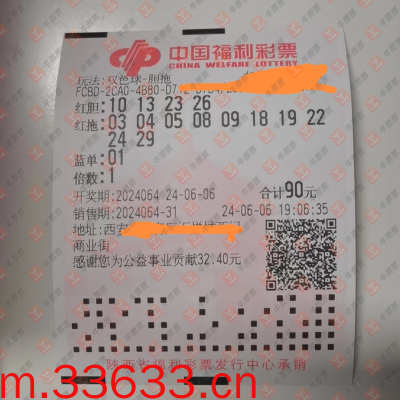 中国福利彩票
CHINA WELFARE LOTTERY
玩法:双色球-胆拖
FCBD-2CA0-4B80-
红胆:10 13 23 26
红拖:03 04 05 08 09 18 19 22
24 29
蓝单:01
倍数:1
开奖期:2024064 24-06-06 合计90元
销售期:2024064-31 24-06-06 19:06:35
地址:西安
商业街
感谢您为公益事业贡献32.40元
陕西省福利彩票发行中心承销
m.33633.cn